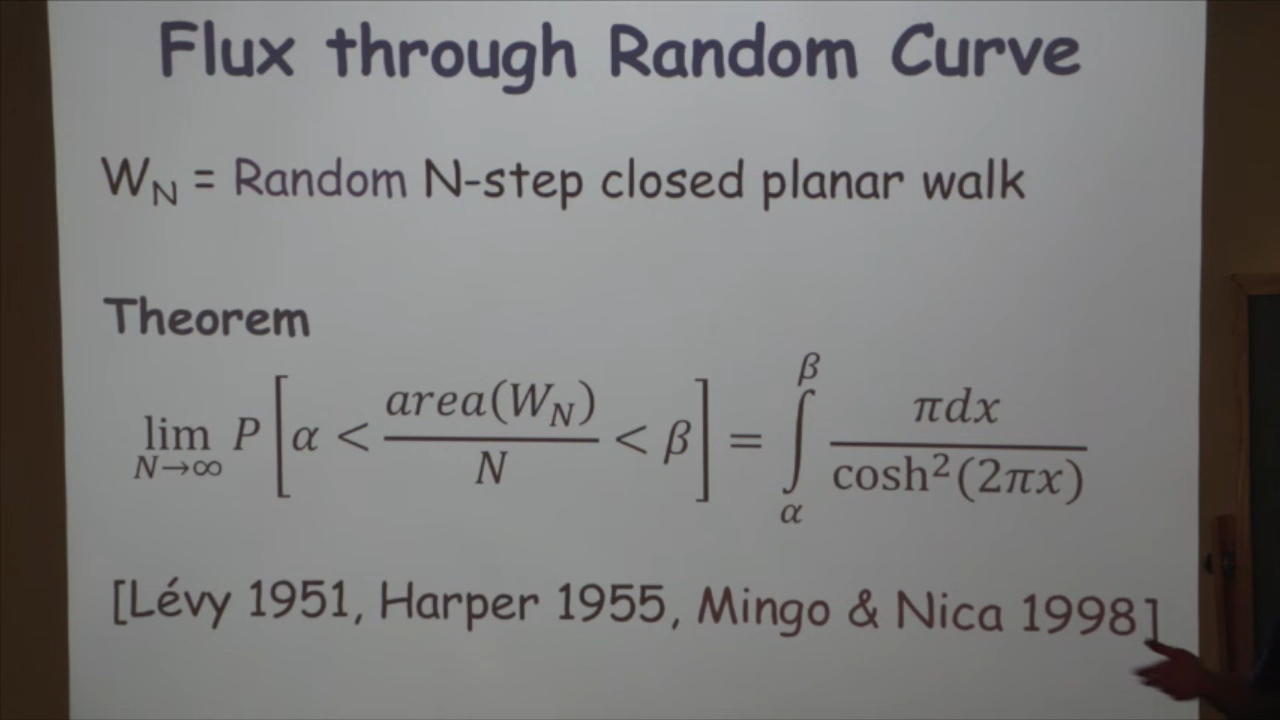 Flux through Random Curve
W_N = Random N-step closed planar walk
Theorem
lim_{N→∞} P [α < area(W_N)/N < β] = ∫_α^β πdx/cosh²(2πx)
[Lévy 1951, Harper 1955, Mingo & Nica 1998]